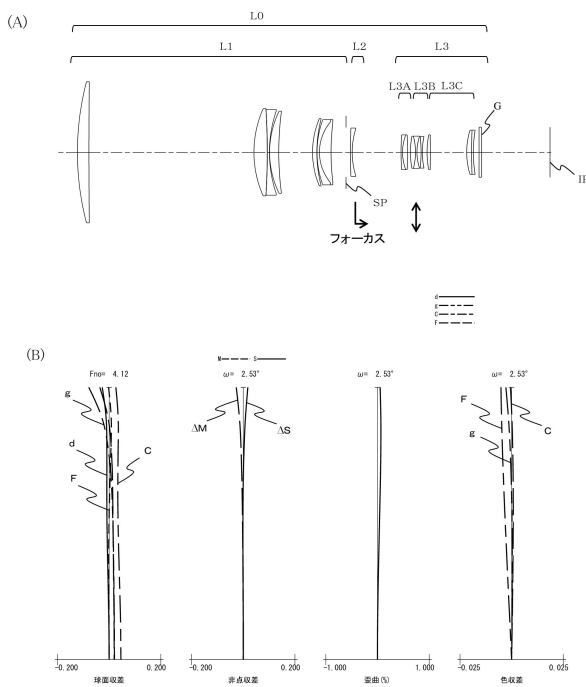 (A)
L0
L1 L2 L3
L3A L3B L3C
G
SP
IP
フォーカス
d
g
C
F
(B)
M S
Fno= 4.12 ω= 2.53° ω= 2.53° ω= 2.53°
g
d
F
C
ΔM
ΔS
F
g
C
-0.200 0.200 -0.200 0.200 -1.000 1.000 -0.025 0.025
球面収差 非点収差 歪曲(%) 色収差